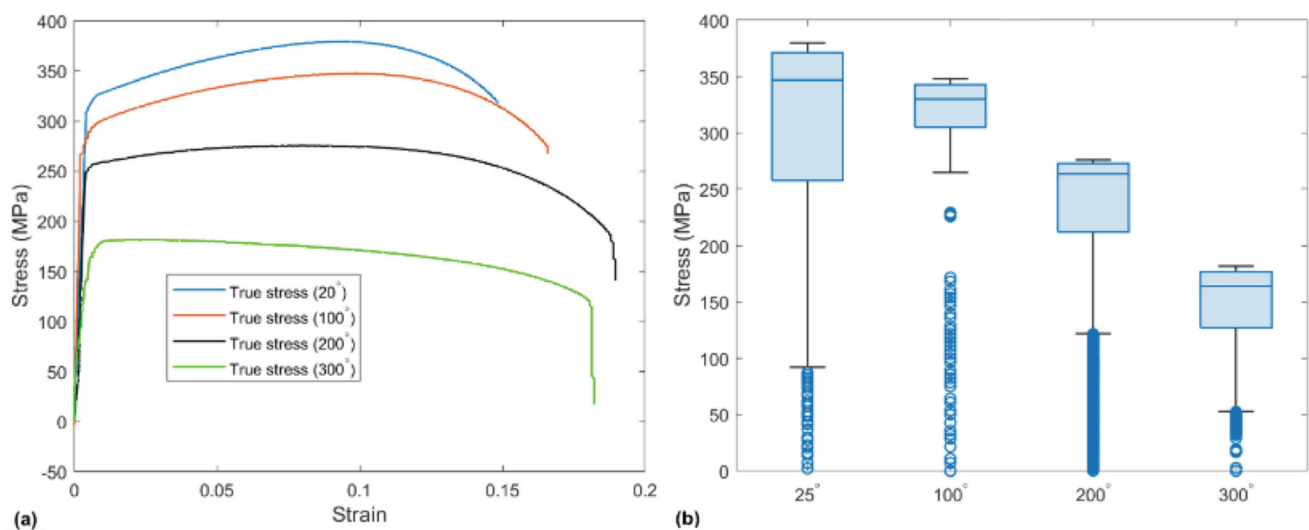 400
350
300
250
200
150
100
50
0
-50
Stress (MPa)
True stress (20°)
True stress (100°)
True stress (200°)
True stress (300°)
0 0.05 0.1 0.15 0.2
Strain
(a)
400
350
300
250
200
150
100
50
0
Stress (MPa)
25° 100° 200° 300°
(b)